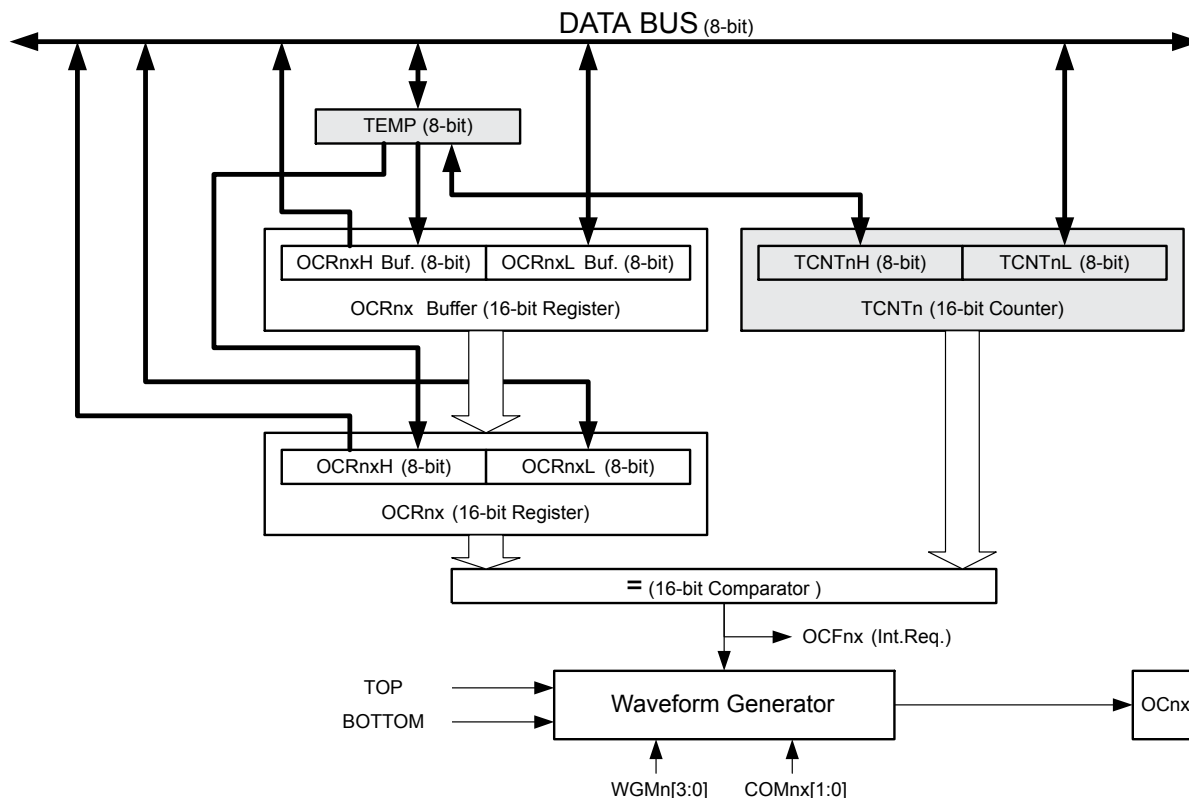 DATA BUS (8-bit)
TEMP (8-bit)
OCRnxH Buf. (8-bit)
OCRnxL Buf. (8-bit)
TCNTnH (8-bit)
TCNTnL (8-bit)
OCRnx Buffer (16-bit Register)
TCNTn (16-bit Counter)
OCRnxH (8-bit)
OCRnxL (8-bit)
OCRnx (16-bit Register)
= (16-bit Comparator )
OCFnx (Int.Req.)
TOP
BOTTOM
Waveform Generator
OCnx
WGMn[3:0]
COMnx[1:0]